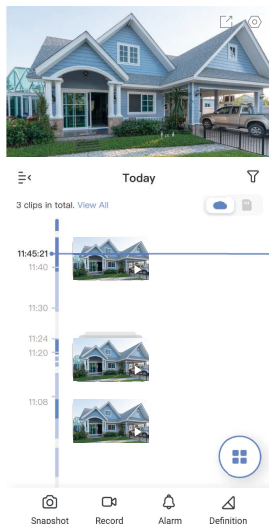 Today
3 clips in total. View All
11:45:21
11:40
11:30
11:24
11:20
11:08
Snapshot Record Alarm Definition